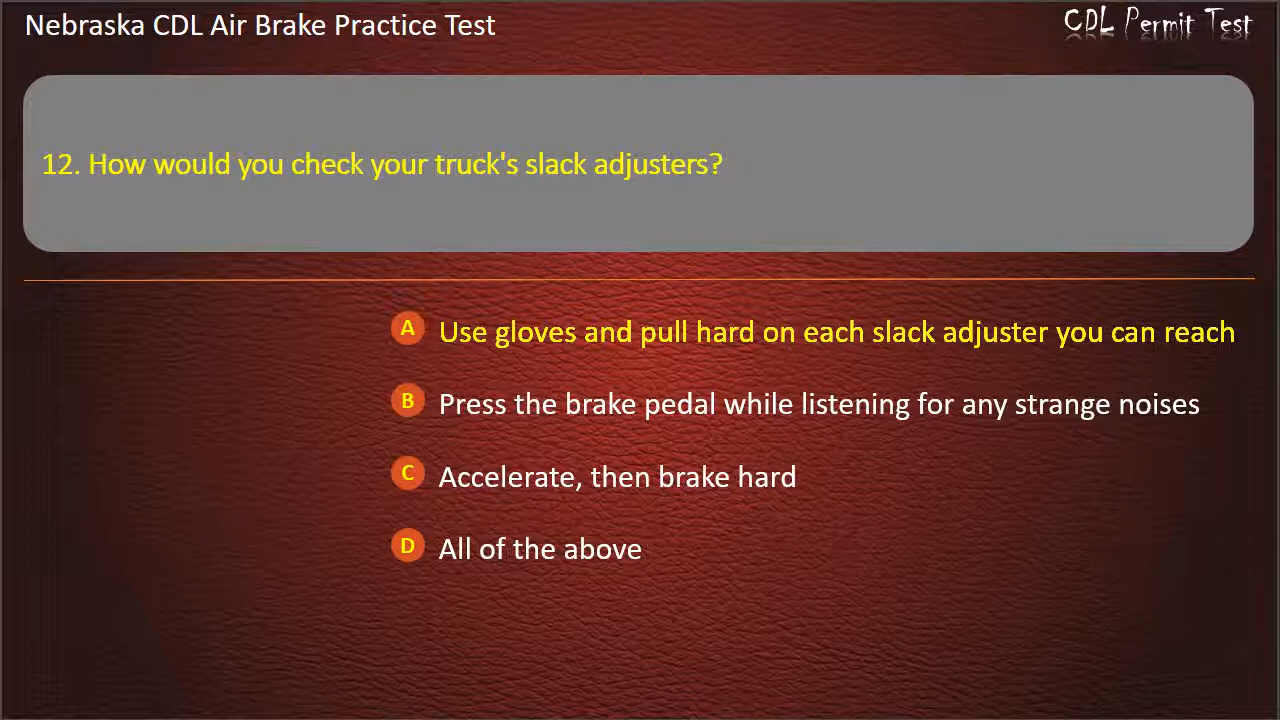 Nebraska CDL Air Brake Practice Test
CDL Permit Test
12. How would you check your truck's slack adjusters?
A Use gloves and pull hard on each slack adjuster you can reach
B Press the brake pedal while listening for any strange noises
C Accelerate, then brake hard
D All of the above